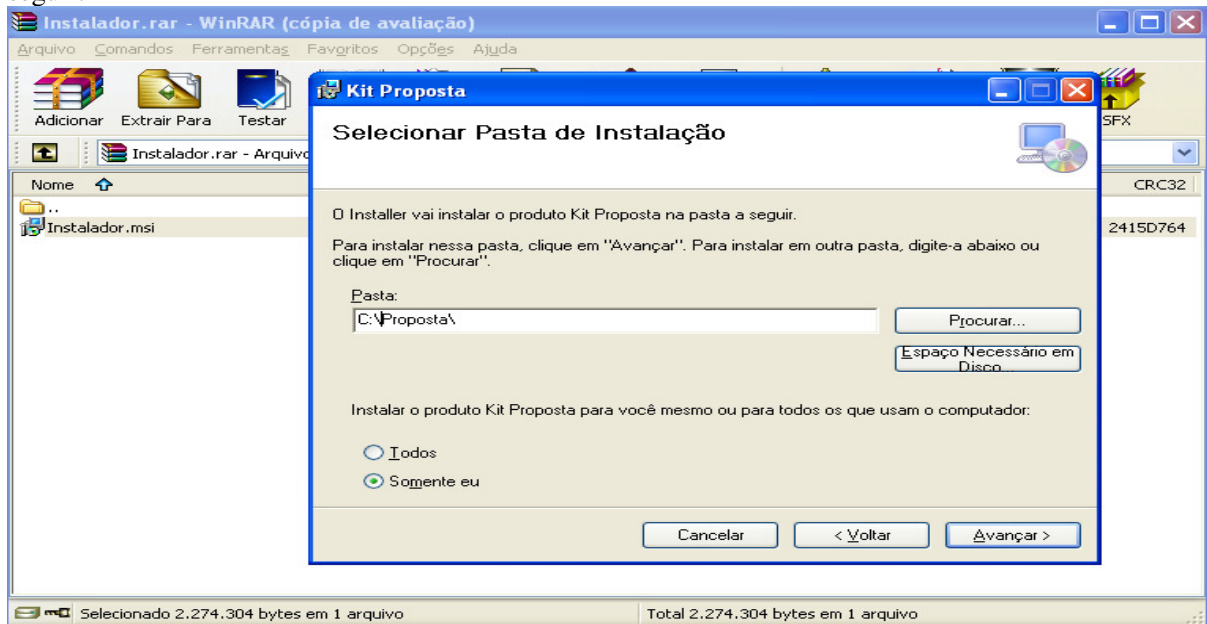 Instalador.rar - WinRAR (cópia de avaliação)
Arquivo Comandos Ferramentas Favoritos Opções Ajuda
Adicionar Extrair Para Testar
SFX
Instalador.rar - Arquivo
Nome
CRC32
..
Instalador.msi
2415D764
Kit Proposta
Selecionar Pasta de Instalação
O Installer vai instalar o produto Kit Proposta na pasta a seguir.
Para instalar nessa pasta, clique em "Avançar". Para instalar em outra pasta, digite-a abaixo ou
clique em "Procurar".
Pasta:
C:\Proposta\
Procurar...
Espaço Necessário em
Disco...
Instalar o produto Kit Proposta para você mesmo ou para todos os que usam o computador:
Todos
Somente eu
Cancelar < Voltar Avançar >
Selecionado 2.274.304 bytes em 1 arquivo
Total 2.274.304 bytes em 1 arquivo